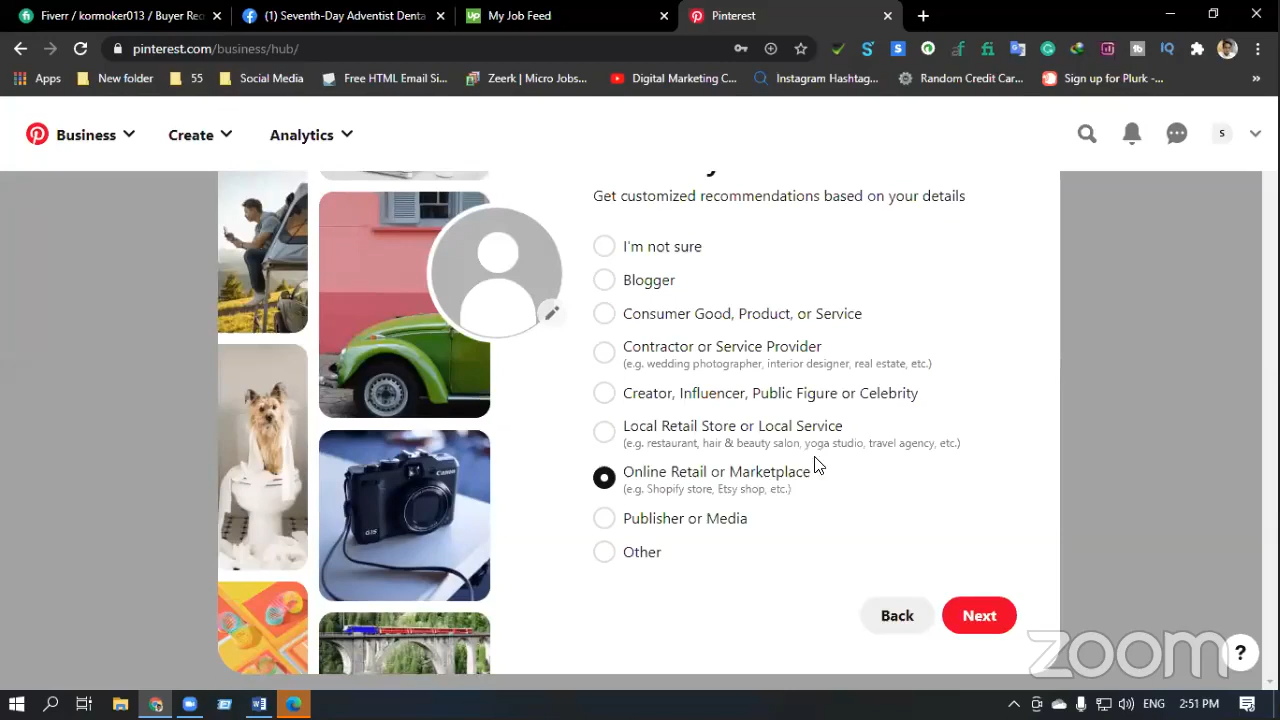 Fiverr / kormoker013 / Buyer Req
(1) Seventh-Day Adventist Denta
My Job Feed
Pinterest
pinterest.com/business/hub/
Apps
New folder
55
Social Media
Free HTML Email Si...
Zeerk | Micro Jobs...
Digital Marketing C...
Instagram Hashtag...
Random Credit Car...
Sign up for Plurk -...
Business
Create
Analytics
S
Get customized recommendations based on your details
I'm not sure
Blogger
Consumer Good, Product, or Service
Contractor or Service Provider
(e.g. wedding photographer, interior designer, real estate, etc.)
Creator, Influencer, Public Figure or Celebrity
Local Retail Store or Local Service
(e.g. restaurant, hair & beauty salon, yoga studio, travel agency, etc.)
Online Retail or Marketplace
(e.g. Shopify store, Etsy shop, etc.)
Publisher or Media
Other
Back
Next
Canon
G15
zoom
?
ENG
2:51 PM